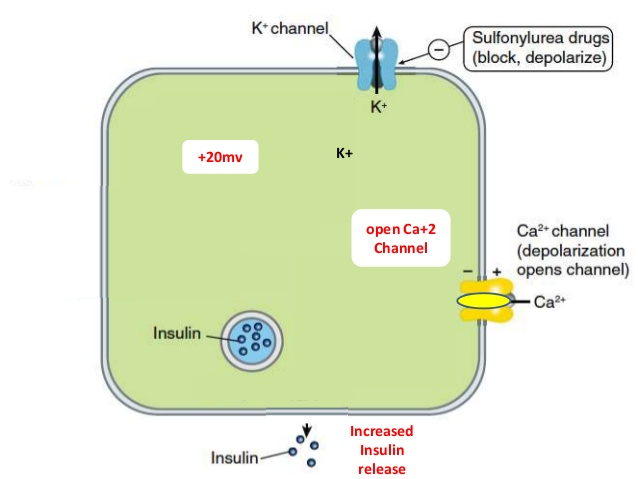 K+ channel
−
Sulfonylurea drugs
(block, depolarize)
K+
+20mv
K+
open Ca+2
Channel
Ca²⁺ channel
(depolarization
opens channel)
− +
Ca²⁺
Insulin
Insulin
Increased
Insulin
release